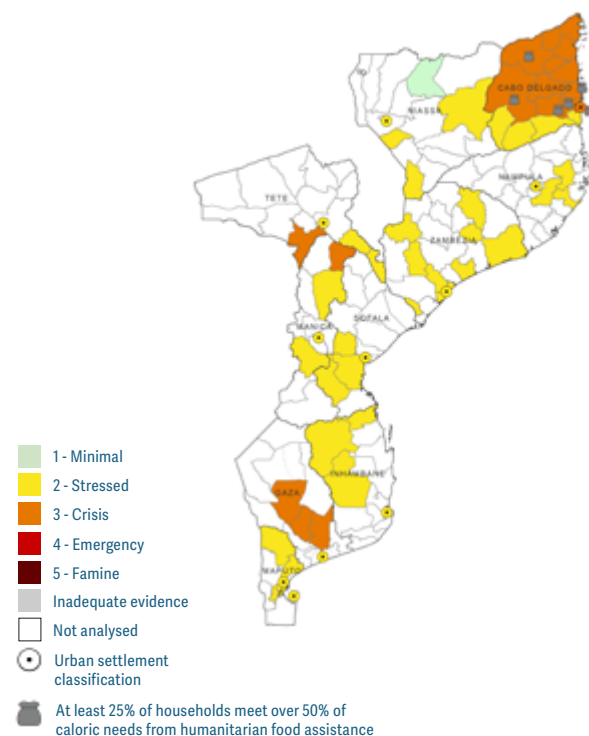 CABO DELGADO
NIASSA
NAMPULA
TETE
ZAMBEZIA
SOFALA
MANICA
INHAMBANE
GAZA
MAPUTO
1 - Minimal
2 - Stressed
3 - Crisis
4 - Emergency
5 - Famine
Inadequate evidence
Not analysed
Urban settlement
classification
At least 25% of households meet over 50% of
caloric needs from humanitarian food assistance